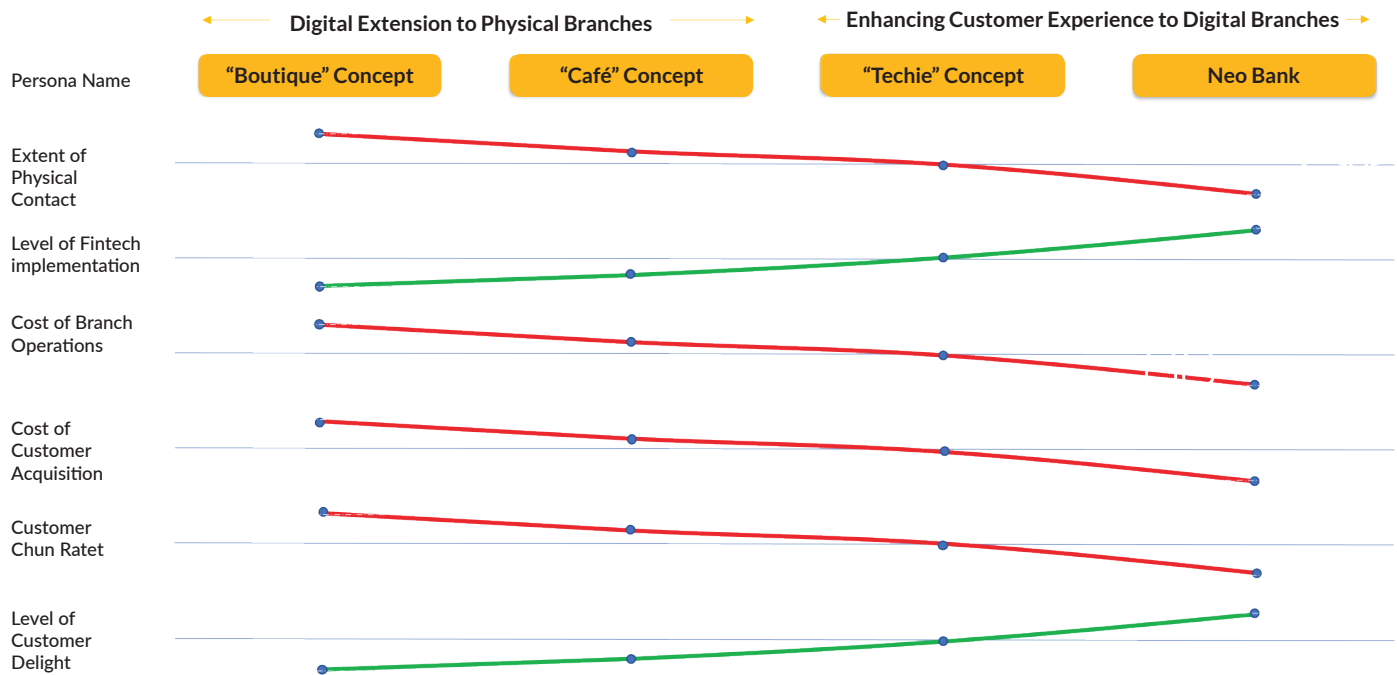 Digital Extension to Physical Branches
Enhancing Customer Experience to Digital Branches
Persona Name
“Boutique” Concept
“Café” Concept
“Techie” Concept
Neo Bank
Extent of
Physical
Contact
Level of Fintech
implementation
Cost of Branch
Operations
Cost of
Customer
Acquisition
Customer
Chun Ratet
Level of
Customer
Delight